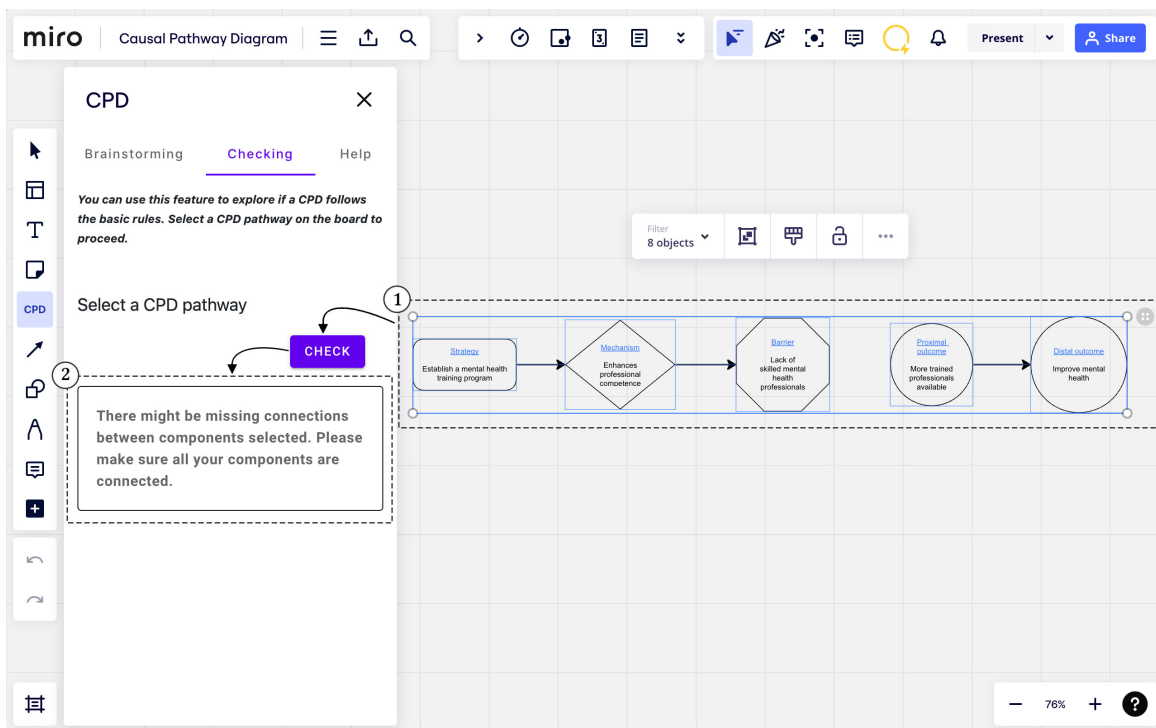 miro
Causal Pathway Diagram
3
Present
Share
CPD
Brainstorming
Checking
Help
You can use this feature to explore if a CPD follows
the basic rules. Select a CPD pathway on the board to
proceed.
Select a CPD pathway
CHECK
There might be missing connections
between components selected. Please
make sure all your components are
connected.
T
CPD
1
2
Filter
8 objects
Strategy
Establish a mental health
training program
Mechanism
Enhances
professional
competence
Barrier
Lack of
skilled mental
health
professionals
Proximal
outcome
More trained
professionals
available
Distal outcome
Improve mental
health
76%
?